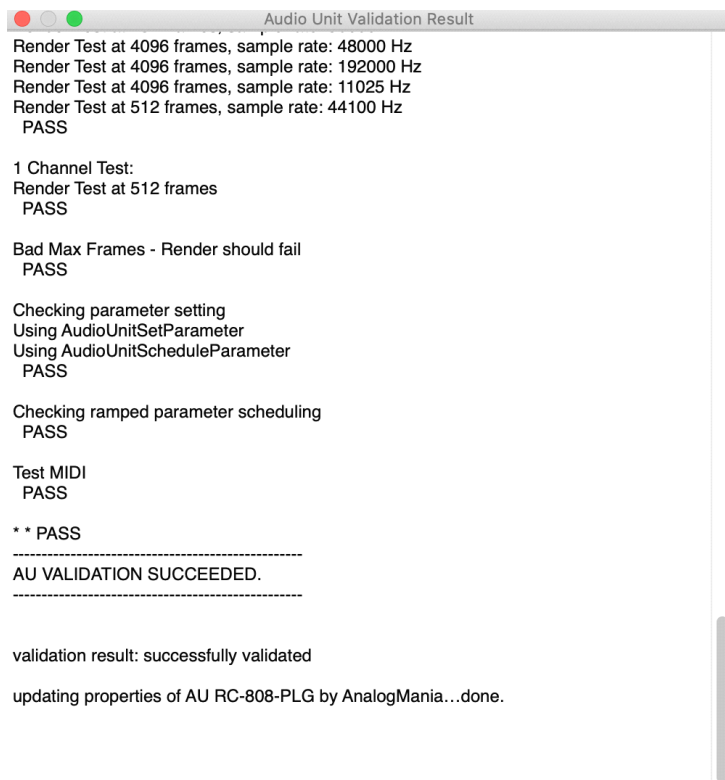 Audio Unit Validation Result
Render Test at 4096 frames, sample rate: 48000 Hz
Render Test at 4096 frames, sample rate: 192000 Hz
Render Test at 4096 frames, sample rate: 11025 Hz
Render Test at 512 frames, sample rate: 44100 Hz
PASS
1 Channel Test:
Render Test at 512 frames
PASS
Bad Max Frames - Render should fail
PASS
Checking parameter setting
Using AudioUnitSetParameter
Using AudioUnitScheduleParameter
PASS
Checking ramped parameter scheduling
PASS
Test MIDI
PASS
* * PASS
--------------------------------------------------
AU VALIDATION SUCCEEDED.
--------------------------------------------------
validation result: successfully validated
updating properties of AU RC-808-PLG by AnalogMania…done.